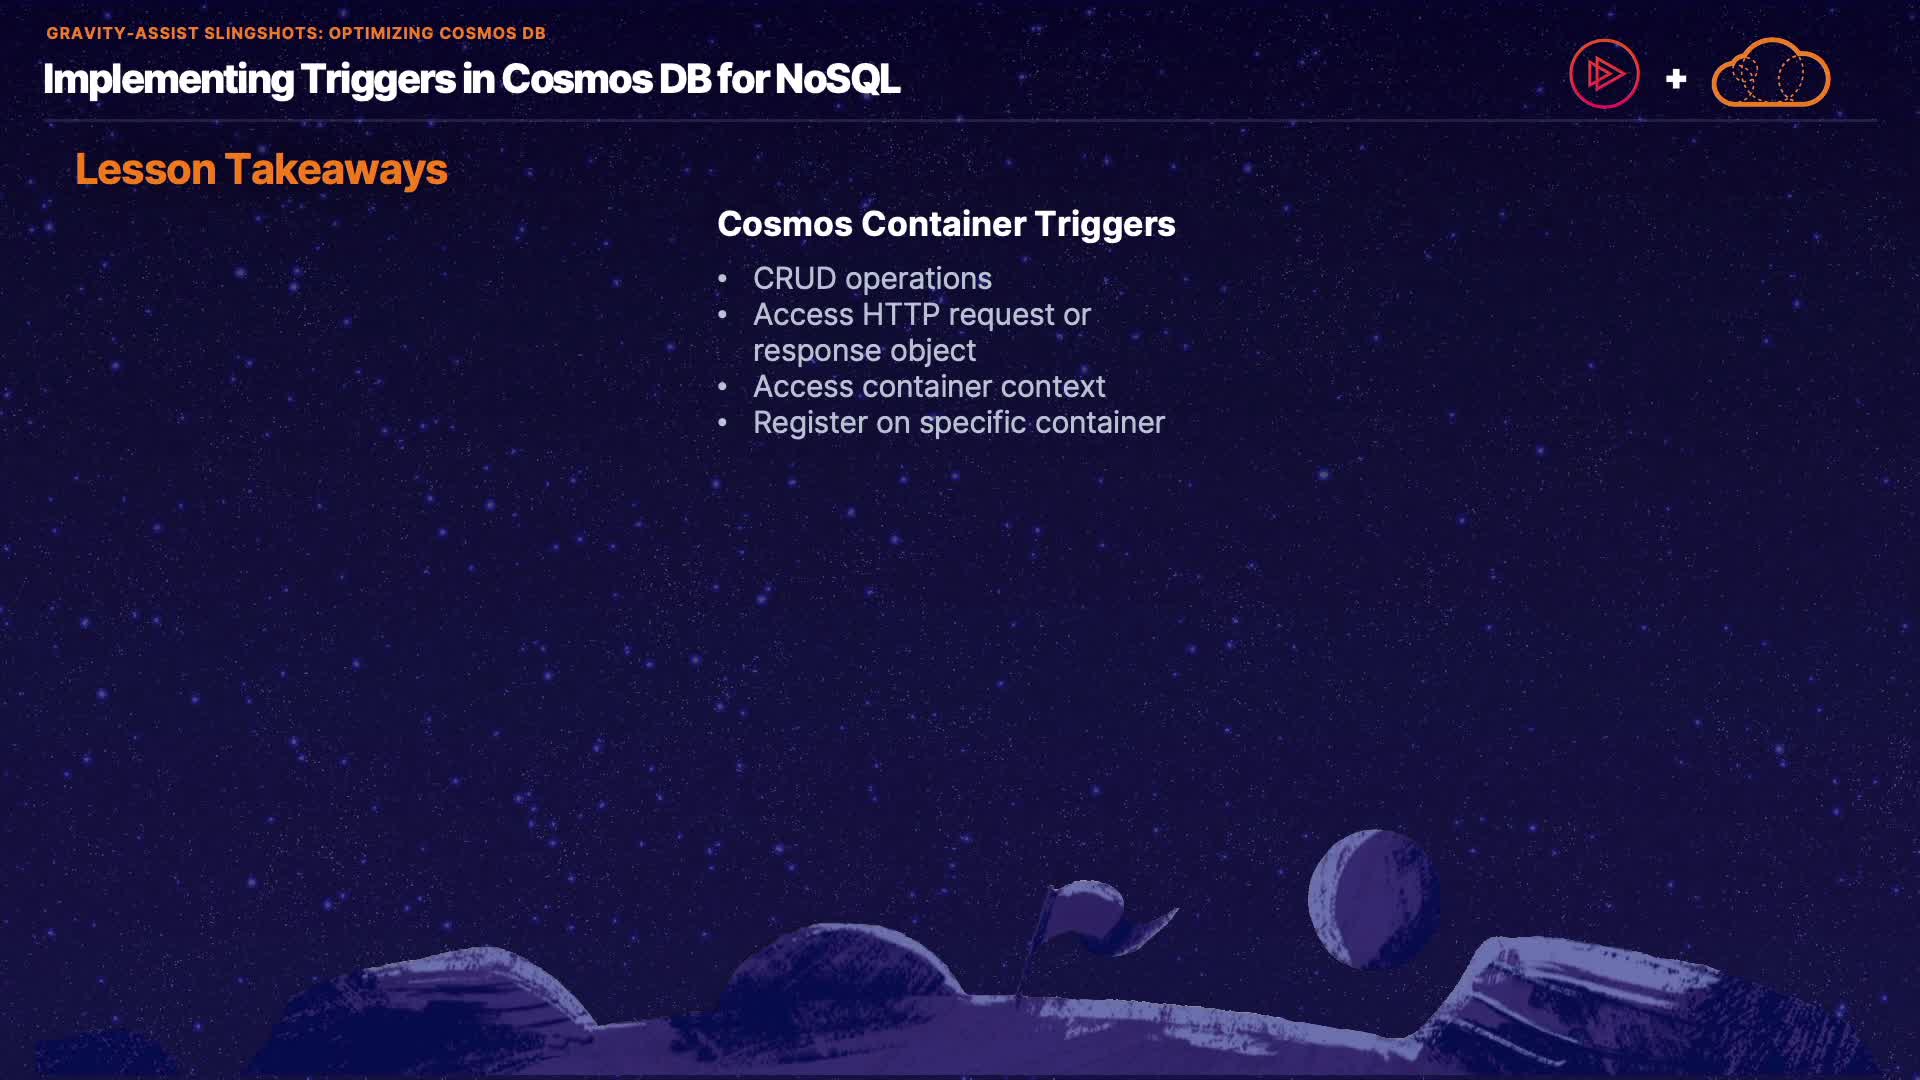 GRAVITY-ASSIST SLINGSHOTS: OPTIMIZING COSMOS DB
Implementing Triggers in Cosmos DB for NoSQL
+
Lesson Takeaways
Cosmos Container Triggers
• CRUD operations
• Access HTTP request or
response object
• Access container context
• Register on specific container